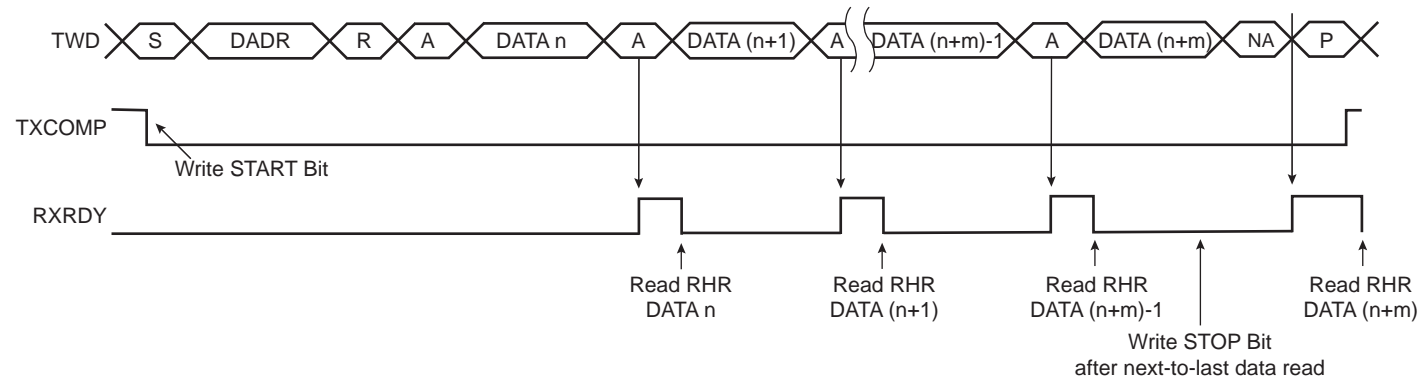 TWD S DADR R A DATA n A DATA (n+1) A DATA (n+m)-1 A DATA (n+m) NA P
TXCOMP
Write START Bit
RXRDY
Read RHR
DATA n
Read RHR
DATA (n+1)
Read RHR
DATA (n+m)-1
Read RHR
DATA (n+m)
Write STOP Bit
after next-to-last data read